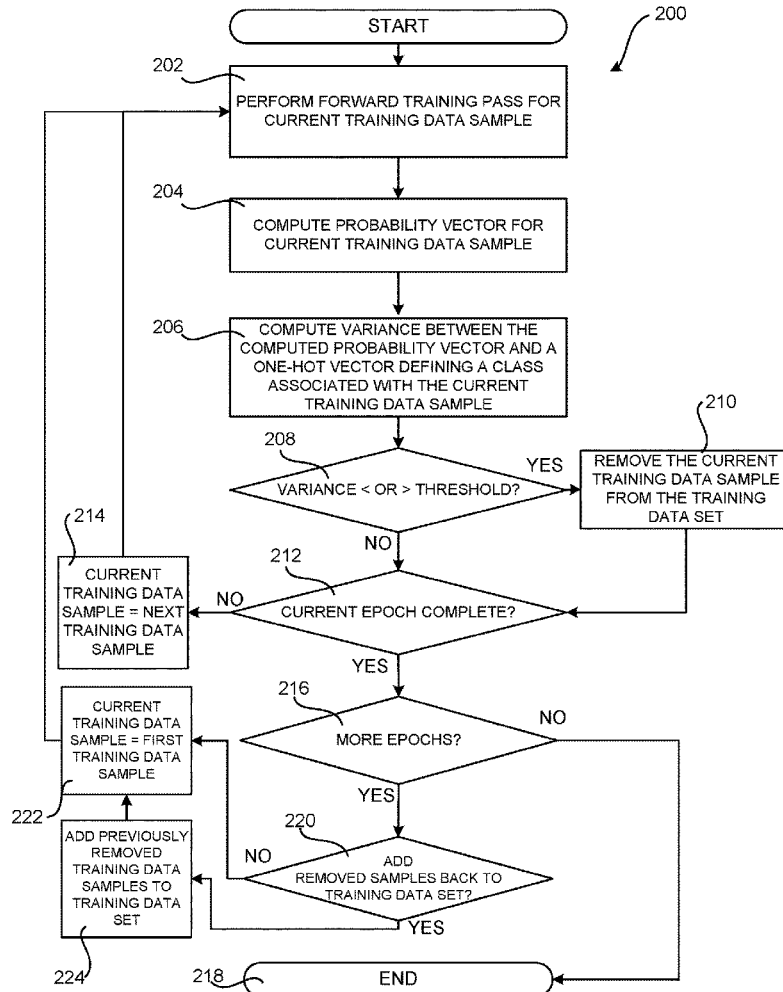 START
200
202
PERFORM FORWARD TRAINING PASS FOR
CURRENT TRAINING DATA SAMPLE
204
COMPUTE PROBABILITY VECTOR FOR
CURRENT TRAINING DATA SAMPLE
206
COMPUTE VARIANCE BETWEEN THE
COMPUTED PROBABILITY VECTOR AND A
ONE-HOT VECTOR DEFINING A CLASS
ASSOCIATED WITH THE CURRENT
TRAINING DATA SAMPLE
208
VARIANCE < OR > THRESHOLD?
YES
210
REMOVE THE CURRENT
TRAINING DATA SAMPLE
FROM THE TRAINING
DATA SET
NO
212
CURRENT EPOCH COMPLETE?
NO
214
CURRENT
TRAINING DATA
SAMPLE = NEXT
TRAINING DATA
SAMPLE
YES
216
MORE EPOCHS?
NO
YES
220
ADD
REMOVED SAMPLES BACK TO
TRAINING DATA SET?
NO
CURRENT
TRAINING DATA
SAMPLE = FIRST
TRAINING DATA
SAMPLE
222
YES
ADD PREVIOUSLY
REMOVED
TRAINING DATA
SAMPLES TO
TRAINING DATA
SET
224
218
END